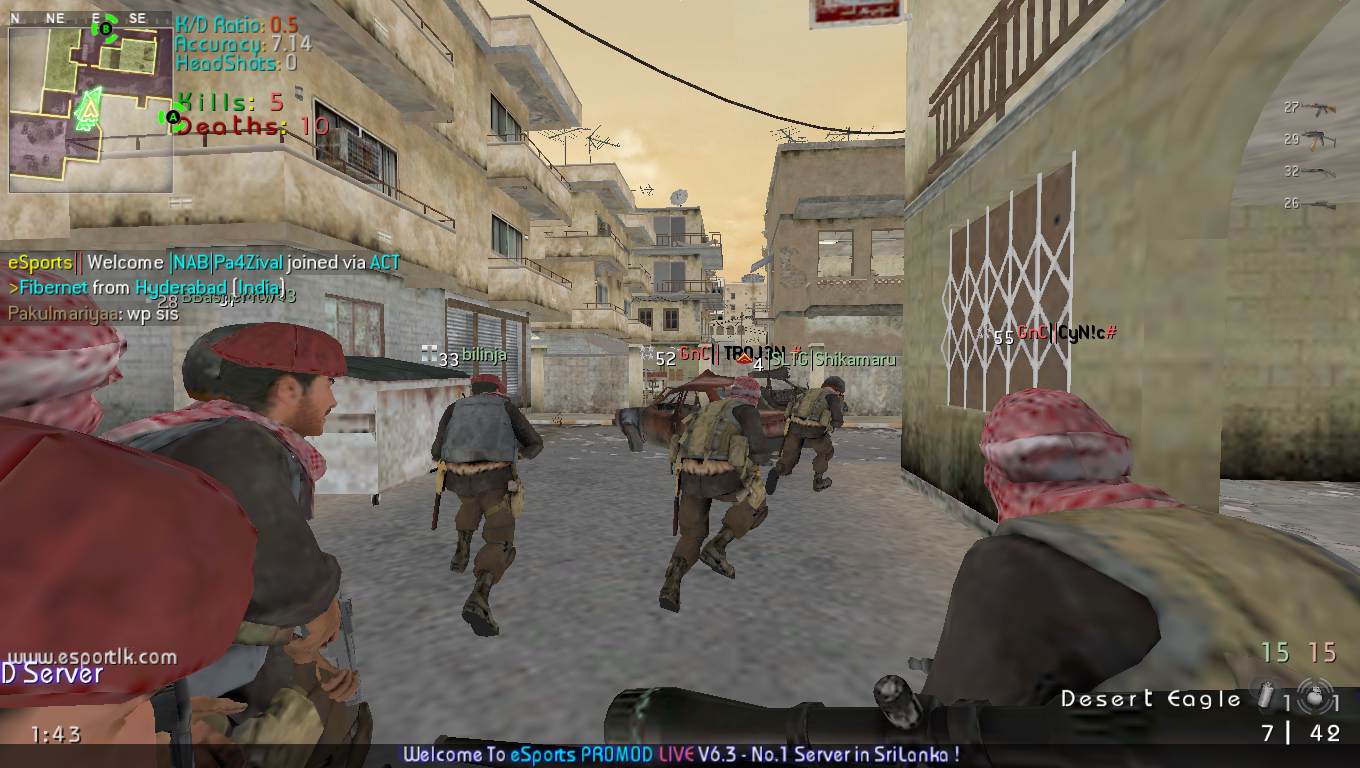 N NE E SE
B
K/D Ratio: 0.5
Accuracy: 7.14
HeadShots: 0
Kills: 5
A
Deaths: 10
27
29
32
26
eSports|| Welcome |NAB|Pa4Zival joined via ACT
>Fibernet from Hyderabad [India]
28
Pakulmariyaa: wp sis
55 GnC||CyN!c#
33 bilinja
52 GnC|| TROJ3N #
4 |SLTG|Shikamaru
www.esportlk.com
D Server
15 15
Desert Eagle 1 1
1:43
7| 42
Welcome To eSports PROMOD LIVE V6.3 - No.1 Server in SriLanka !